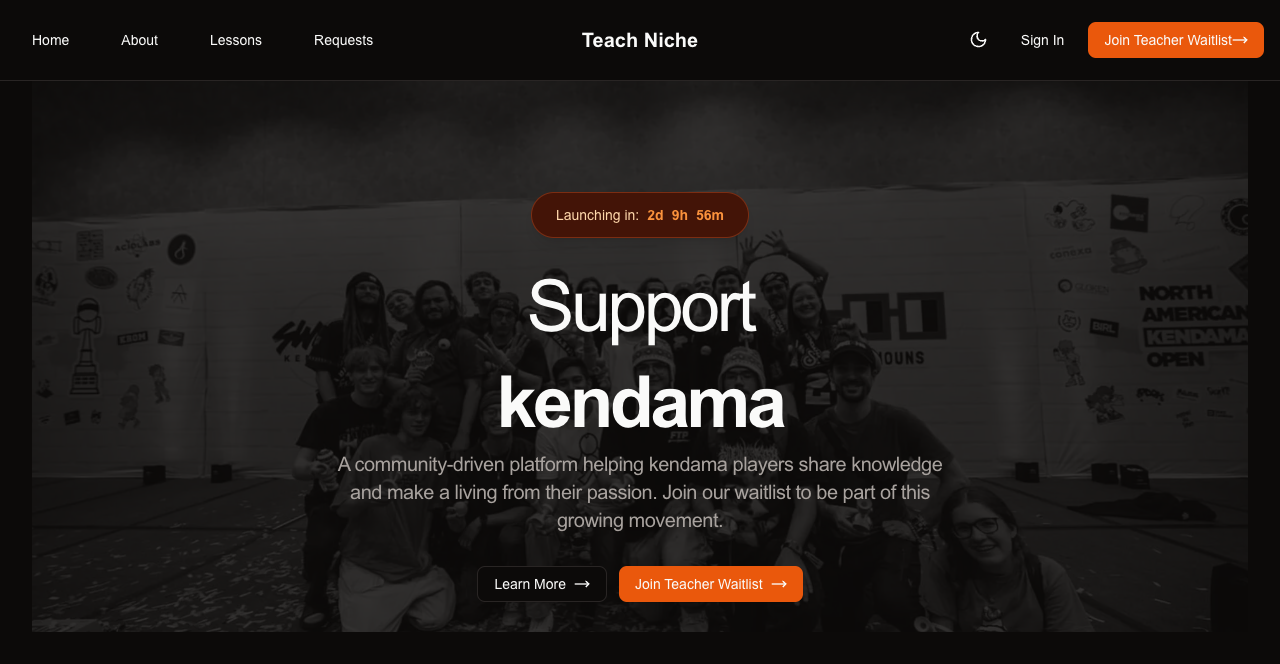 Home About Lessons Requests Teach Niche Sign In Join Teacher Waitlist
Launching in: 2d 9h 56m
Support
kendama
A community-driven platform helping kendama players share knowledge
and make a living from their passion. Join our waitlist to be part of this
growing movement.
Learn More Join Teacher Waitlist
NORTH
AMERICAN
KENDAMA
OPEN